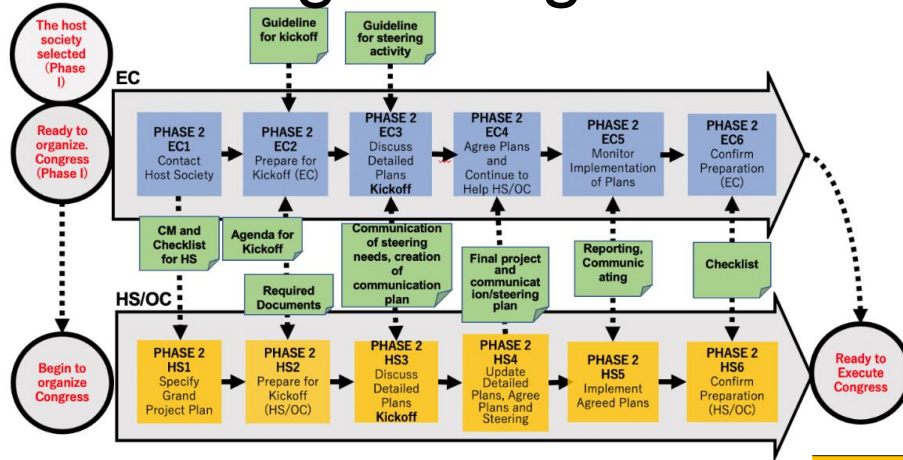 The host
society
selected
(Phase
I)
Ready to
organize.
Congress
(Phase I)
Begin to
organize
Congress
Guideline
for kickoff
Guideline
for steering
activity
EC
PHASE 2
EC1
Contact
Host Society
PHASE 2
EC2
Prepare for
Kickoff (EC)
PHASE 2
EC3
Discuss
Detailed
Plans
Kickoff
PHASE 2
EC4
Agree Plans
and
Continue to
Help HS/OC
PHASE 2
EC5
Monitor
Implementation
of Plans
PHASE 2
EC6
Confirm
Preparation
(EC)
CM and
Checklist
for HS
Agenda for
Kickoff
Required
Documents
Communication
of steering
needs, creation
of
communication
plan
Final project
and
communicat
ion/steering
plan
Reporting,
Communic
ating
Checklist
HS/OC
PHASE 2
HS1
Specify
Grand
Project Plan
PHASE 2
HS2
Prepare for
Kickoff
(HS/OC)
PHASE 2
HS3
Discuss
Detailed
Plans
Kickoff
PHASE 2
HS4
Update
Detailed
Plans, Agree
Plans and
Steering
PHASE 2
HS5
Implement
Agreed Plans
PHASE 2
HS6
Confirm
Preparation
(HS/OC)
Ready to
Execute
Congress